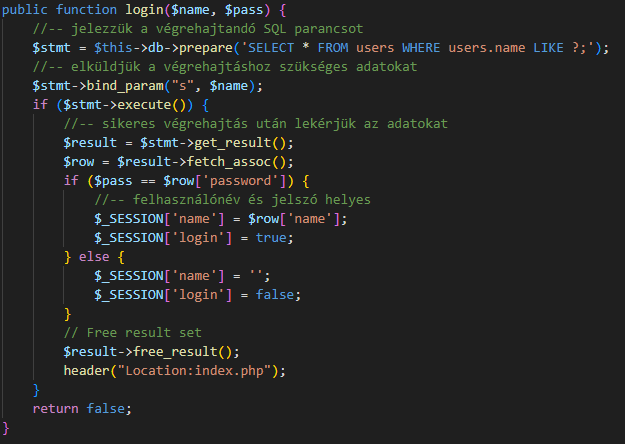 public function login($name, $pass) {
    //-- jelezzük a végrehajtandó SQL parancsot
    $stmt = $this->db->prepare('SELECT * FROM users WHERE users.name LIKE ?;');
    //-- elküldjük a végrehajtáshoz szükséges adatokat
    $stmt->bind_param("s", $name);
    if ($stmt->execute()) {
        //-- sikeres végrehajtás után lekérjük az adatokat
        $result = $stmt->get_result();
        $row = $result->fetch_assoc();
        if ($pass == $row['password']) {
            //-- felhasználónév és jelszó helyes
            $_SESSION['name'] = $row['name'];
            $_SESSION['login'] = true;
        } else {
            $_SESSION['name'] = '';
            $_SESSION['login'] = false;
        }
        // Free result set
        $result->free_result();
        header("Location:index.php");
    }
    return false;
}